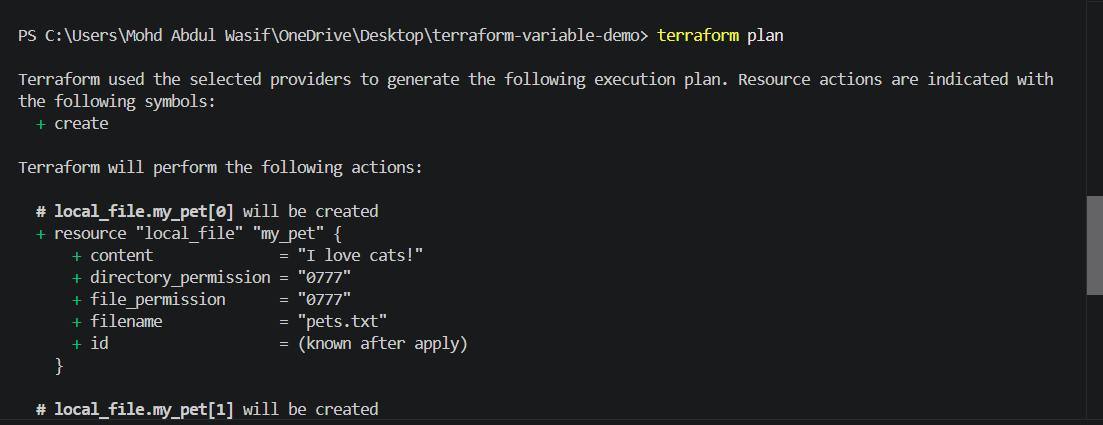 PS C:\Users\Mohd Abdul Wasif\OneDrive\Desktop\terraform-variable-demo> terraform plan
Terraform used the selected providers to generate the following execution plan. Resource actions are indicated with
the following symbols:
  + create
Terraform will perform the following actions:
  # local_file.my_pet[0] will be created
  + resource "local_file" "my_pet" {
      + content              = "I love cats!"
      + directory_permission = "0777"
      + file_permission      = "0777"
      + filename             = "pets.txt"
      + id                   = (known after apply)
    }
  # local_file.my_pet[1] will be created